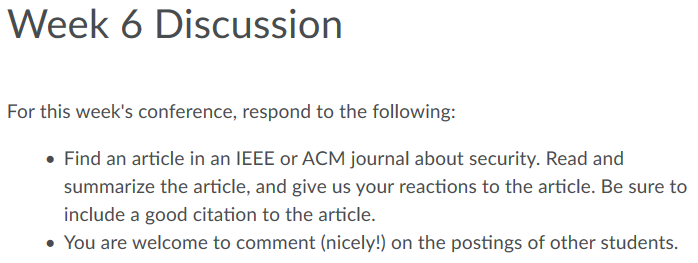 Week 6 Discussion
For this week's conference, respond to the following:
• Find an article in an IEEE or ACM journal about security. Read and
summarize the article, and give us your reactions to the article. Be sure to
include a good citation to the article.
• You are welcome to comment (nicely!) on the postings of other students.